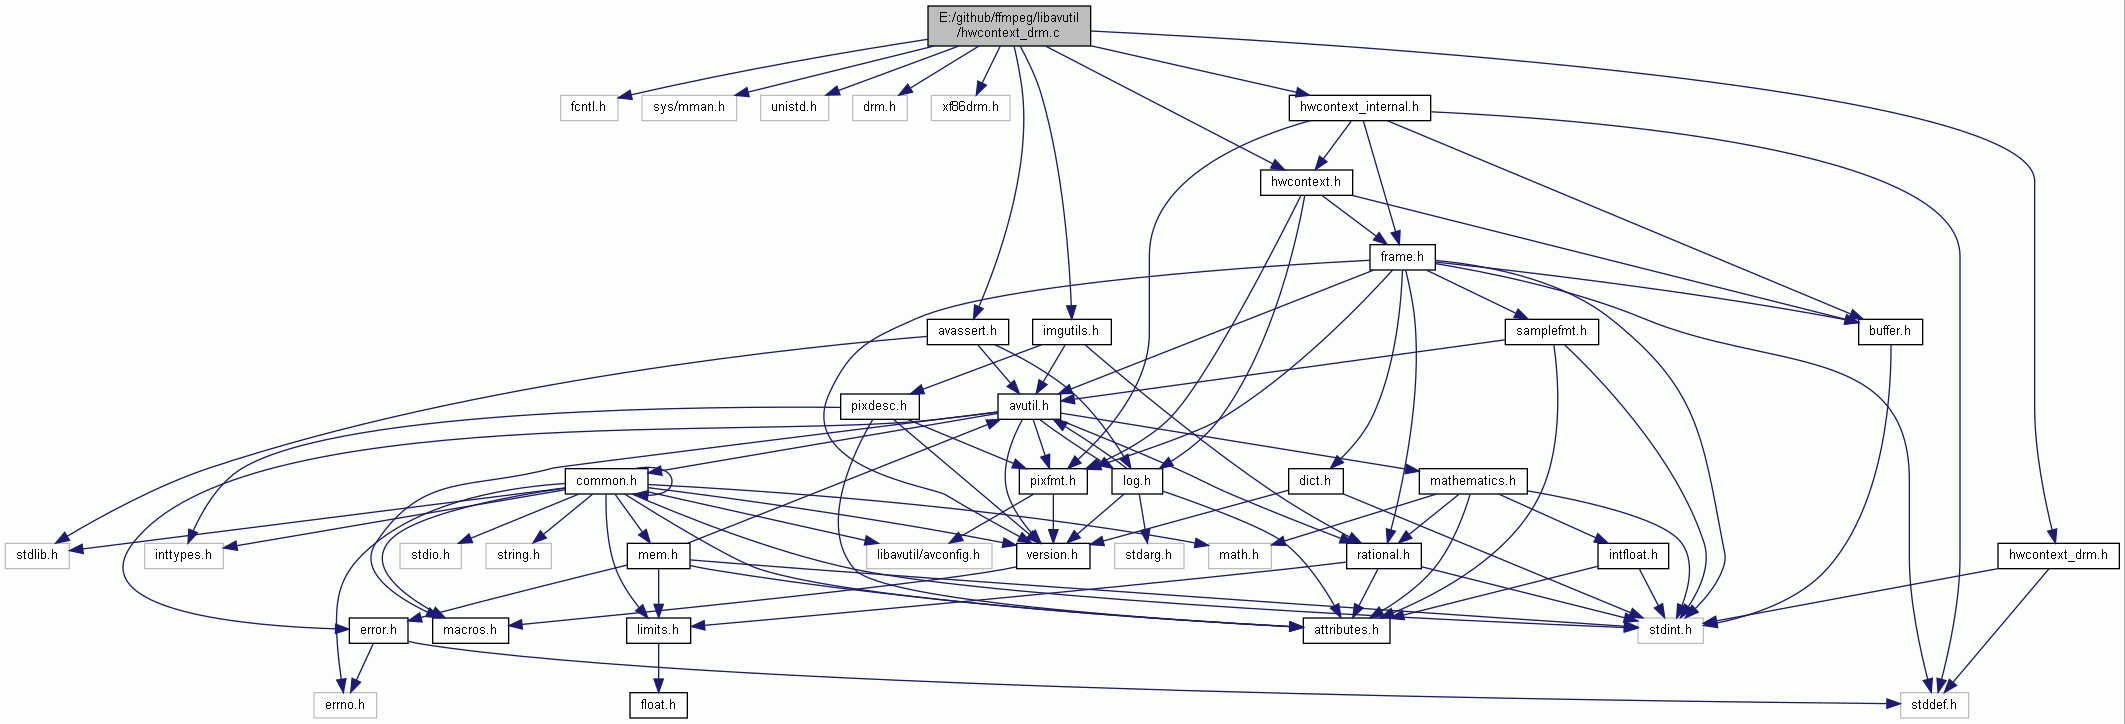 E:/github/ffmpeg/libavutil
/hwcontext_drm.c
fcntl.h
sys/mman.h
unistd.h
drm.h
xf86drm.h
hwcontext_internal.h
hwcontext.h
frame.h
avassert.h
imgutils.h
samplefmt.h
buffer.h
pixdesc.h
avutil.h
common.h
pixfmt.h
log.h
dict.h
mathematics.h
stdlib.h
inttypes.h
stdio.h
string.h
mem.h
libavutil/avconfig.h
version.h
stdarg.h
math.h
rational.h
intfloat.h
hwcontext_drm.h
error.h
macros.h
limits.h
attributes.h
stdint.h
errno.h
float.h
stddef.h